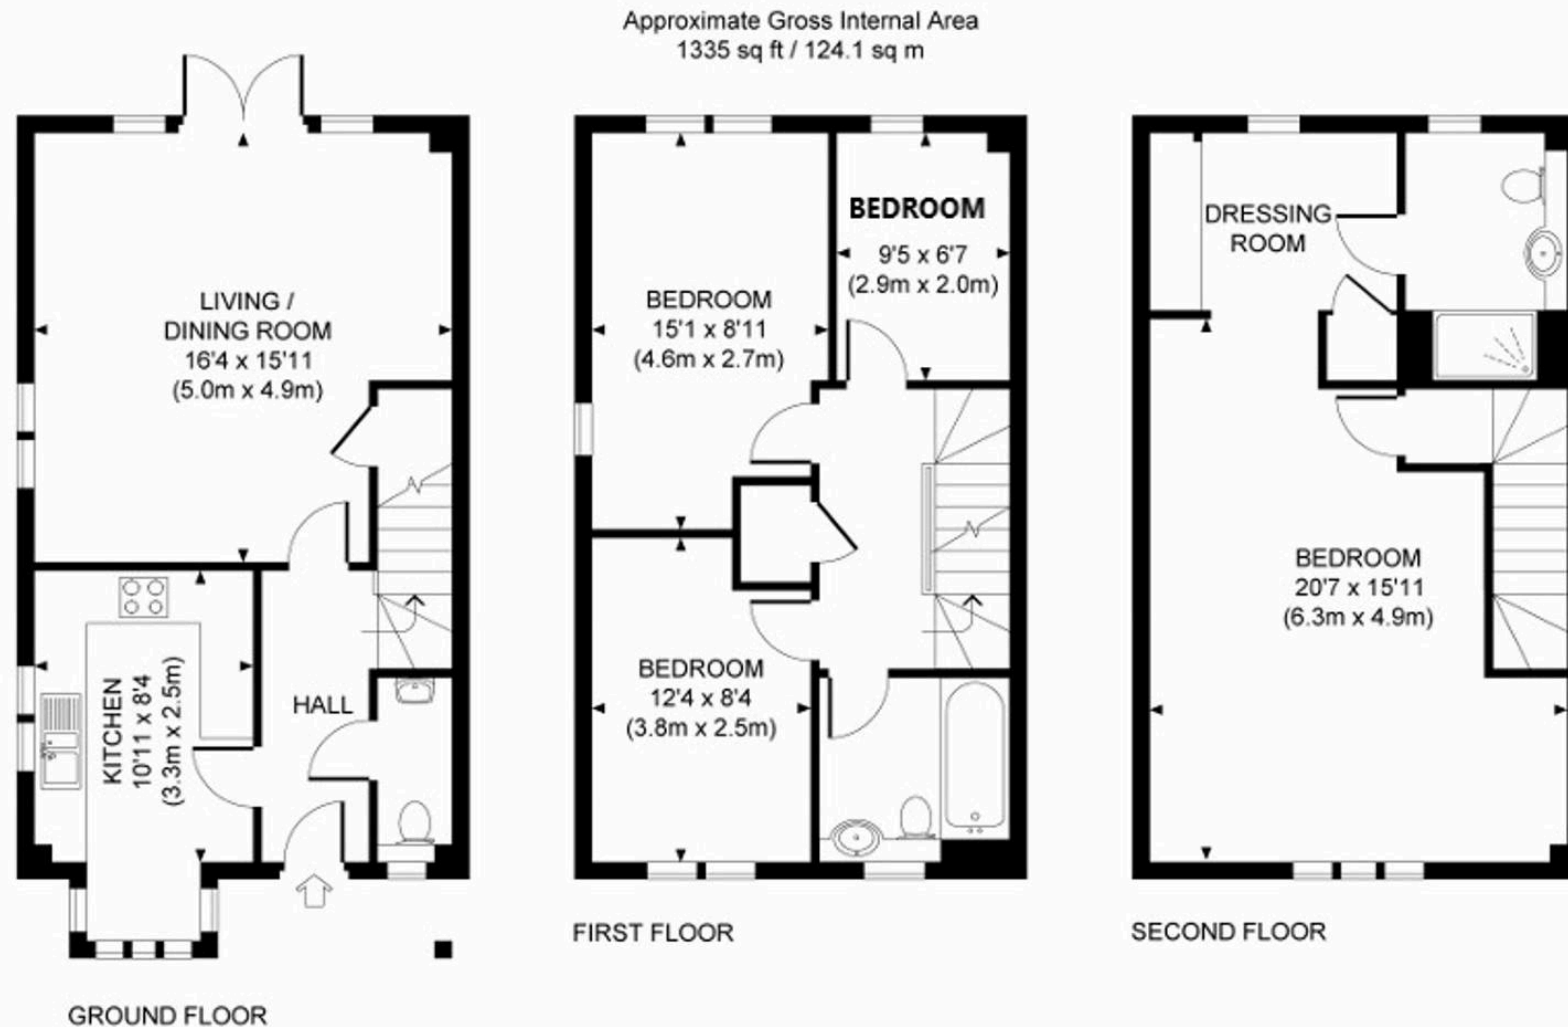 Approximate Gross Internal Area
1335 sq ft / 124.1 sq m
LIVING /
DINING ROOM
16'4 x 15'11
(5.0m x 4.9m)
KITCHEN
10'11 x 8'4
(3.3m x 2.5m)
HALL
GROUND FLOOR
BEDROOM
15'1 x 8'11
(4.6m x 2.7m)
BEDROOM
9'5 x 6'7
(2.9m x 2.0m)
BEDROOM
12'4 x 8'4
(3.8m x 2.5m)
FIRST FLOOR
DRESSING
ROOM
BEDROOM
20'7 x 15'11
(6.3m x 4.9m)
SECOND FLOOR